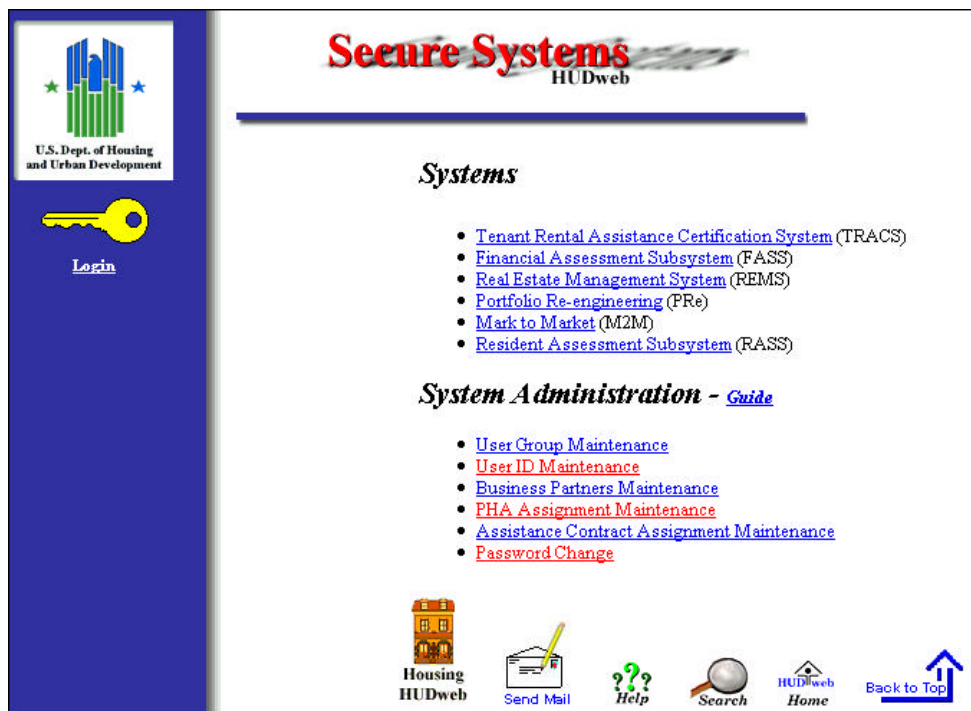 U.S. Dept. of Housing
and Urban Development
Login
Secure Systems
HUDweb
Systems
Tenant Rental Assistance Certification System (TRACS)
Financial Assessment Subsystem (FASS)
Real Estate Management System (REMS)
Portfolio Re-engineering (PRe)
Mark to Market (M2M)
Resident Assessment Subsystem (RASS)
System Administration - Guide
User Group Maintenance
User ID Maintenance
Business Partners Maintenance
PHA Assignment Maintenance
Assistance Contract Assignment Maintenance
Password Change
Housing
HUDweb
Send Mail
???
Help
Search
HUDweb
Home
Back to Top